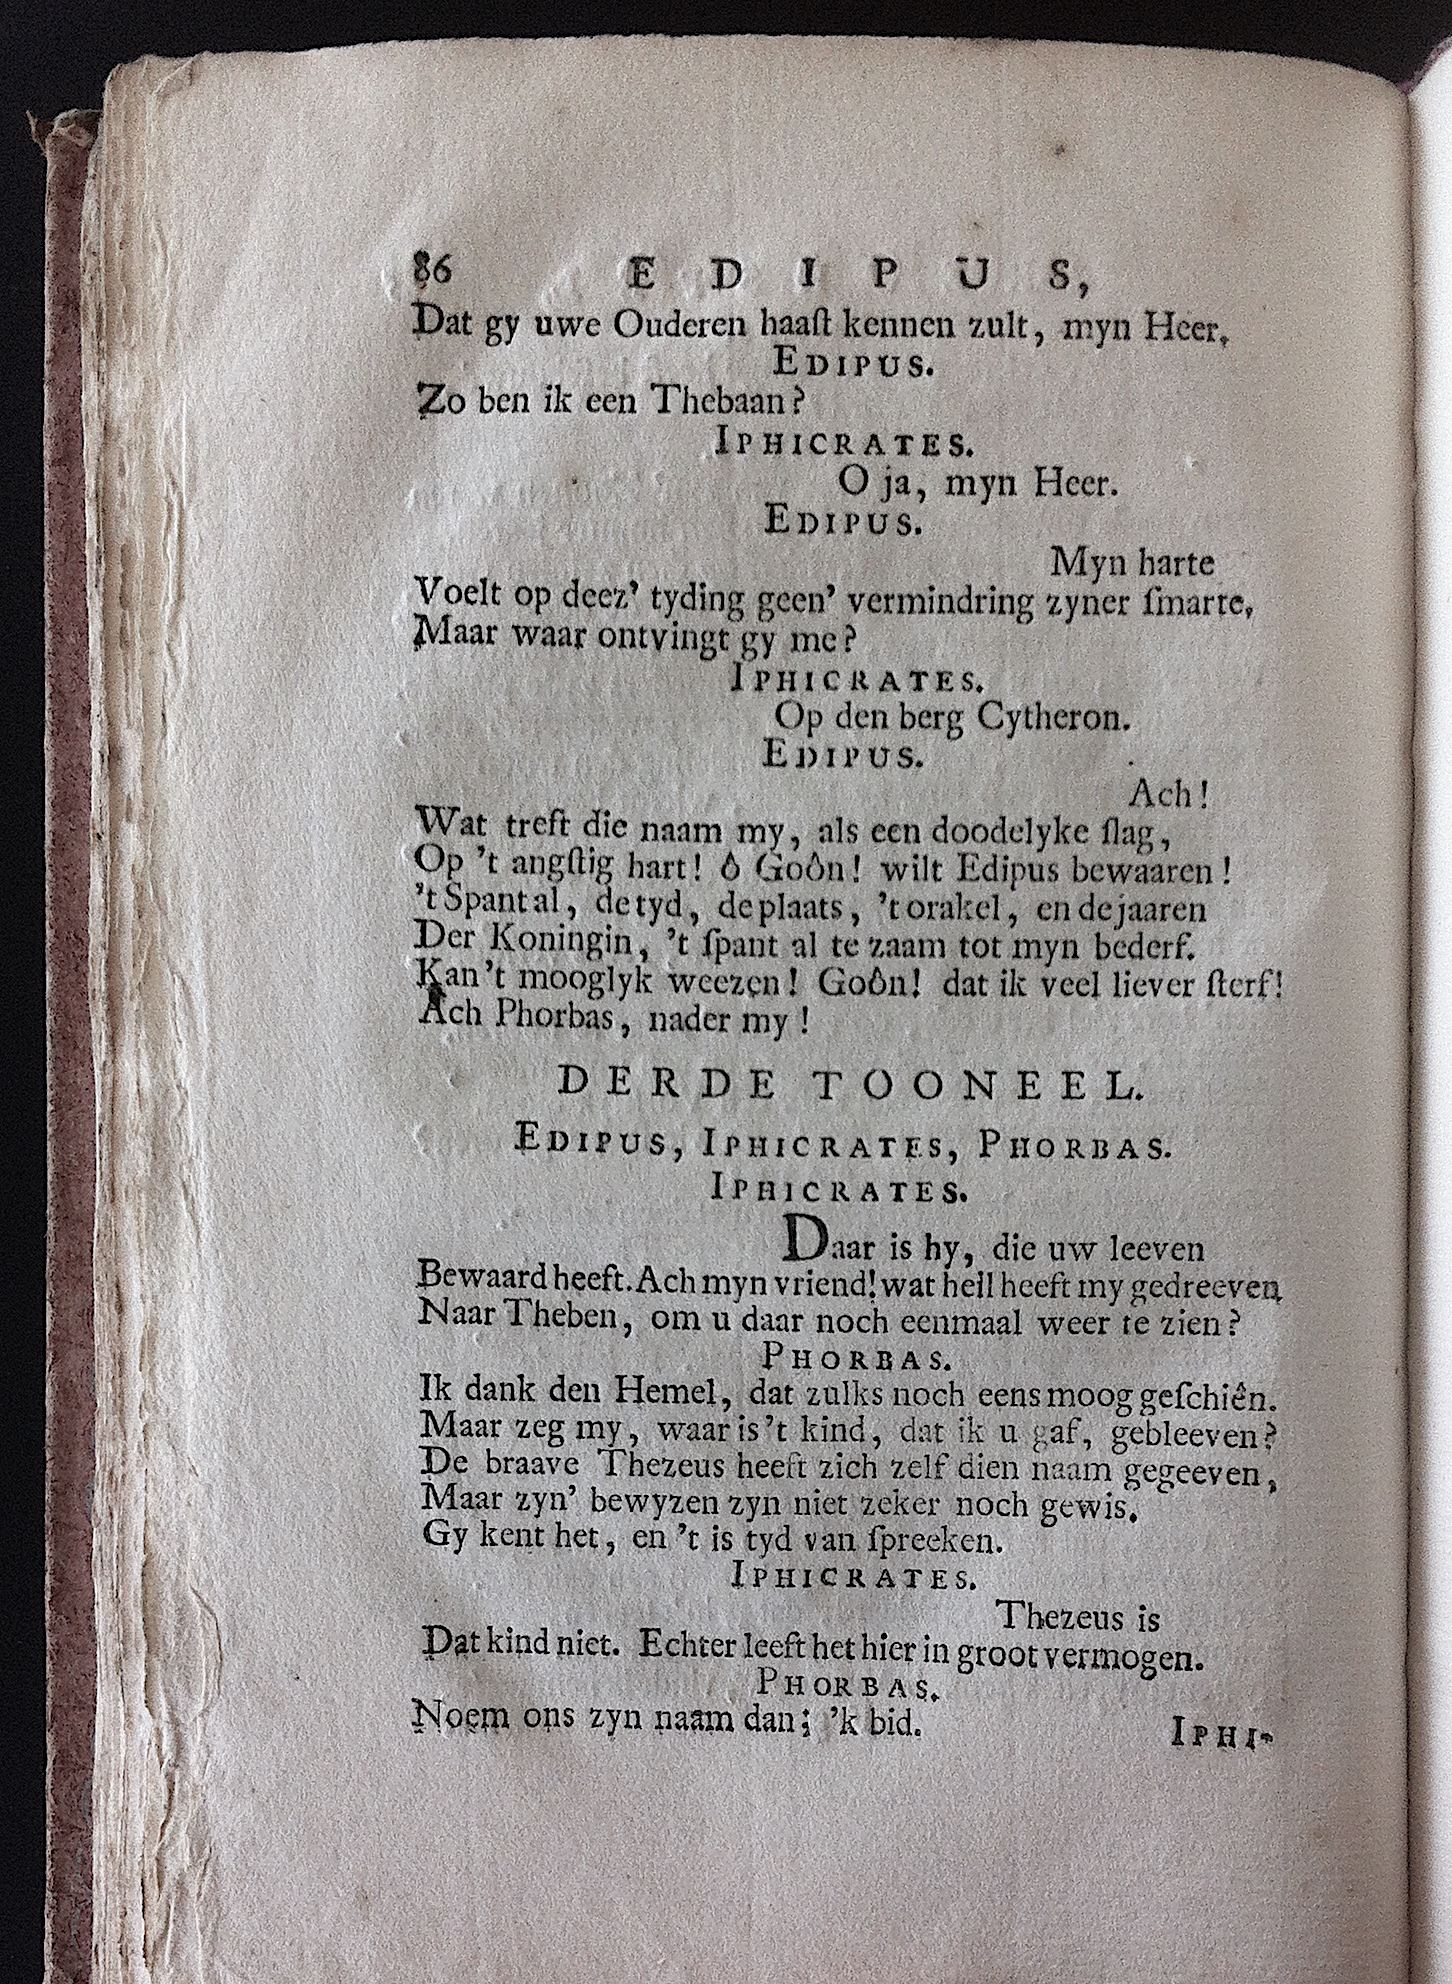 86 EDIPUS,
Dat gy uwe Ouderen haaſt kennen zult, myn Heer.
EDIPUS.
Zo ben ik een Thebaan?
IPHICRATES.
O ja, myn Heer.
EDIPUS.
Myn harte
Voelt op deez' tyding geen' vermindring zyner ſmarte,
Maar waar ontvingt gy me?
IPHICRATES.
Op den berg Cytheron.
EDIPUS.
Ach!
Wat treft die naam my, als een doodelyke ſlag,
Op 't angſtig hart! ô Goôn! wilt Edipus bewaaren!
't Spant al, de tyd, de plaats, 't orakel, en de jaaren
Der Koningin, 't ſpant al te zaam tot myn bederf.
Kan 't mooglyk weezen! Goôn! dat ik veel liever ſterf!
Ach Phorbas, nader my!
DERDE TOONEEL.
EDIPUS, IPHICRATES, PHORBAS.
IPHICRATES.
Daar is hy, die uw leeven
Bewaard heeft. Ach myn vriend! wat heil heeft my gedreeven
Naar Theben, om u daar noch eenmaal weer te zien?
PHORBAS.
Ik dank den Hemel, dat zulks noch eens moog geſchiên.
Maar zeg my, waar is 't kind, dat ik u gaf, gebleeven?
De braave Thezeus heeft zich zelf dien naam gegeeven,
Maar zyn' bewyzen zyn niet zeker noch gewis.
Gy kent het, en 't is tyd van ſpreeken.
IPHICRATES.
Thezeus is
Dat kind niet. Echter leeft het hier in groot vermogen.
PHORBAS.
Noem ons zyn naam dan; 'k bid.
IPHI-